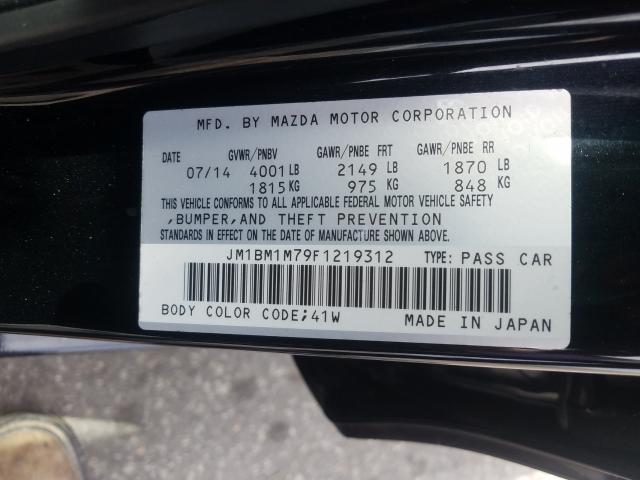 MFD. BY MAZDA MOTOR CORPORATION
DATE GVWR/PNBV GAWR/PNBE FRT GAWR/PNBE RR
07/14 4001 LB 2149 LB 1870 LB
1815 KG 975 KG 848 KG
THIS VEHICLE CONFORMS TO ALL APPLICABLE FEDERAL MOTOR VEHICLE SAFETY
,BUMPER,AND THEFT PREVENTION
STANDARDS IN EFFECT ON THE DATE OF MANUFACTURE SHOWN ABOVE.
JM1BM1M79F1219312 TYPE: PASS CAR
BODY COLOR CODE;41W MADE IN JAPAN